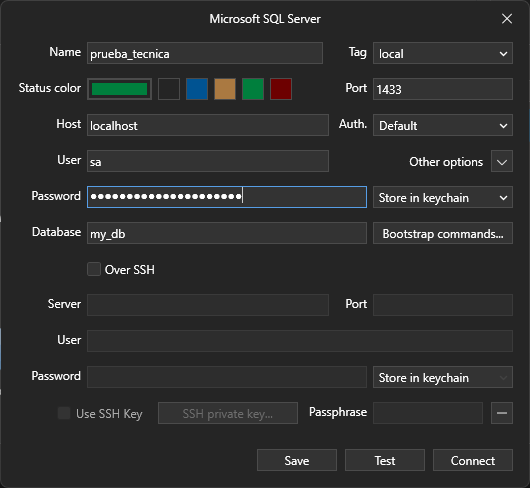 Microsoft SQL Server
Name prueba_tecnica Tag local
Status color Port 1433
Host localhost Auth. Default
User sa Other options
Password ●●●●●●●●●●●●●●●●●●●●● Store in keychain
Database my_db Bootstrap commands...
Over SSH
Server Port
User
Password Store in keychain
Use SSH Key SSH private key... Passphrase
Save Test Connect